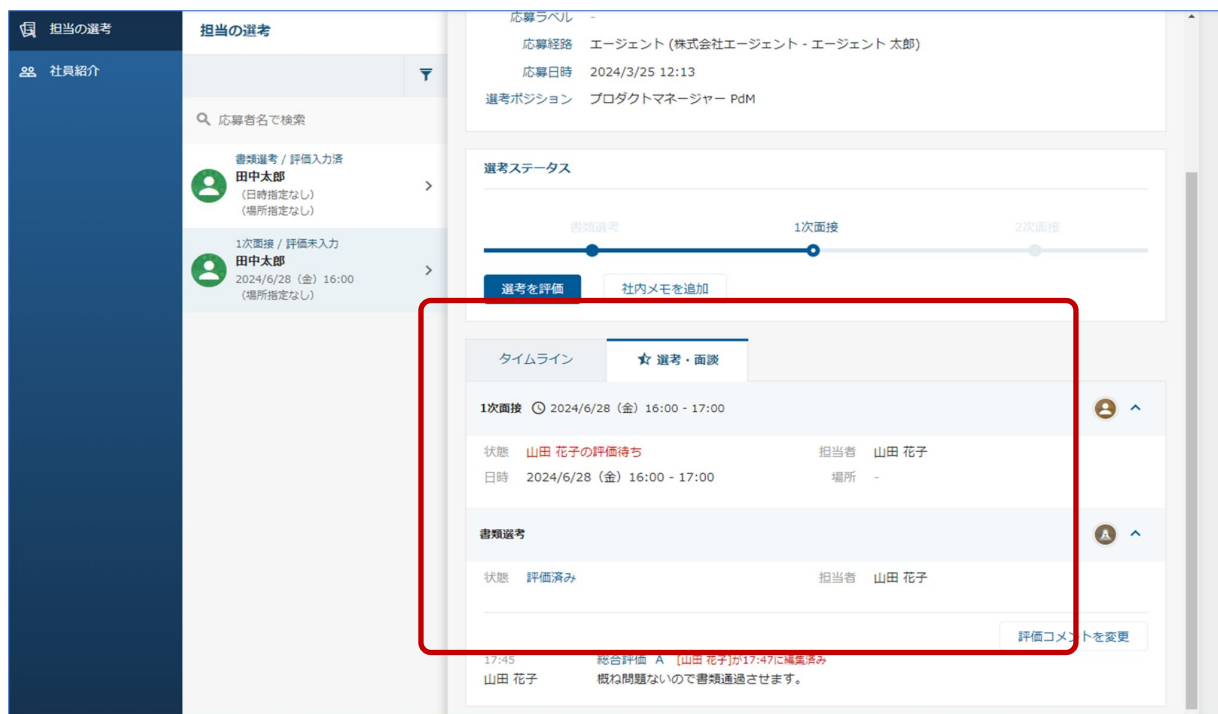 担当の選考
社員紹介
担当の選考
応募者名で検索
書類選考 / 評価入力済
田中太郎
（日時指定なし）
（場所指定なし）
1次面接 / 評価未入力
田中太郎
2024/6/28（金）16:00
（場所指定なし）
応募ラベル -
応募経路 エージェント (株式会社エージェント - エージェント 太郎)
応募日時 2024/3/25 12:13
選考ポジション プロダクトマネージャー PdM
選考ステータス
書類選考 1次面接 2次面接
選考を評価 社内メモを追加
タイムライン 選考・面談
1次面接 2024/6/28（金）16:00 - 17:00
状態 山田 花子の評価待ち 担当者 山田 花子
日時 2024/6/28（金）16:00 - 17:00 場所 -
書類選考 A
状態 評価済み 担当者 山田 花子
評価コメントを変更
17:45 総合評価 A [山田 花子]が17:47に編集済み
山田 花子 概ね問題ないので書類通過させます。